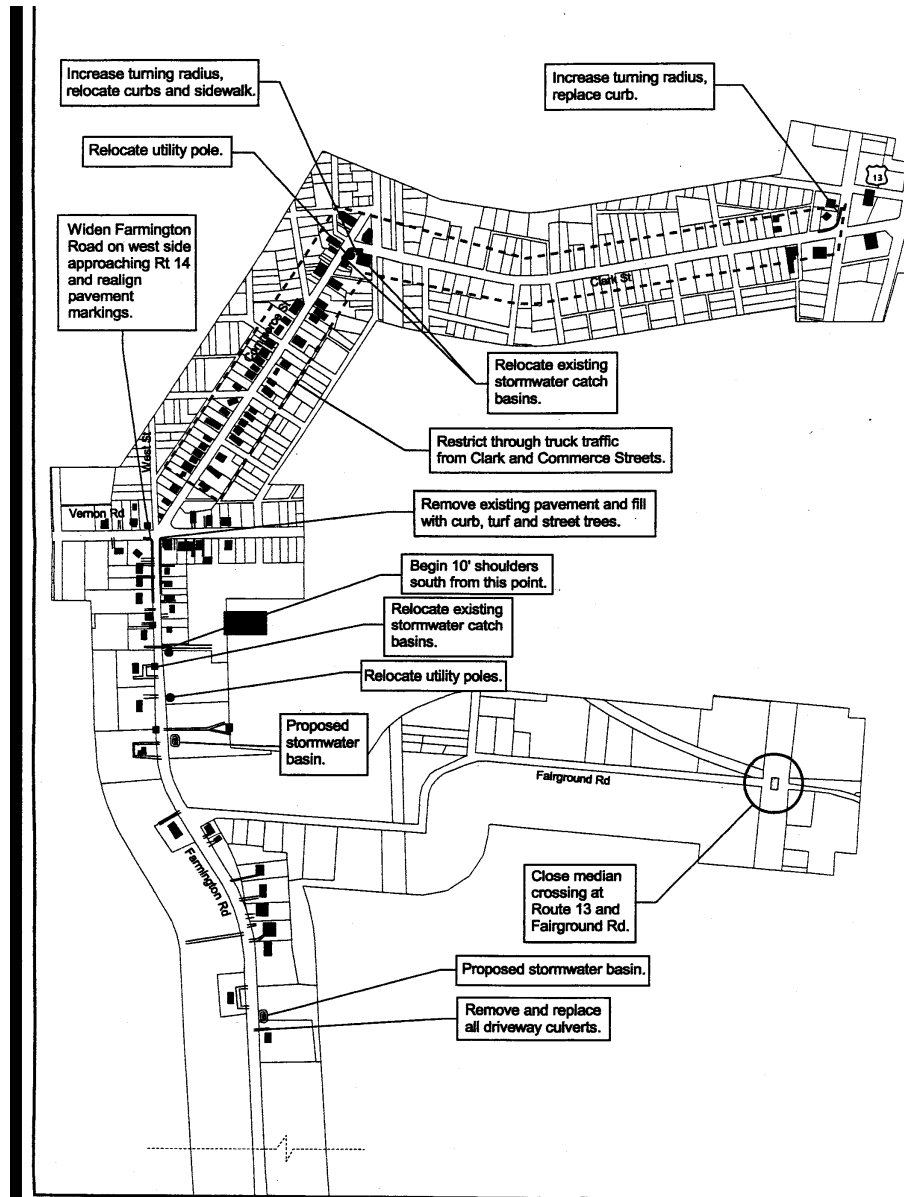 Increase turning radius,
relocate curbs and sidewalk.
Increase turning radius,
replace curb.
Relocate utility pole.
13
Widen Farmington
Road on west side
approaching Rt 14
and realign
pavement
markings.
Clark St
Commerce St
Relocate existing
stormwater catch
basins.
Restrict through truck traffic
from Clark and Commerce Streets.
West St
Vernon Rd
Remove existing pavement and fill
with curb, turf and street trees.
Begin 10' shoulders
south from this point.
Relocate existing
stormwater catch
basins.
Relocate utility poles.
Proposed
stormwater
basin.
Fairground Rd
Farmington Rd
Close median
crossing at
Route 13 and
Fairground Rd.
Proposed stormwater basin.
Remove and replace
all driveway culverts.